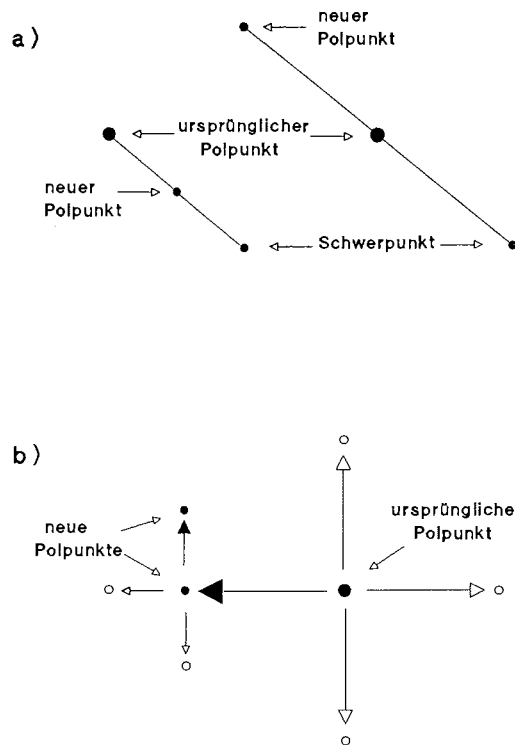 a)
neuer
Polpunkt
ursprünglicher
Polpunkt
neuer
Polpunkt
Schwerpunkt
b)
neue
Polpunkte
ursprüngliche
Polpunkt